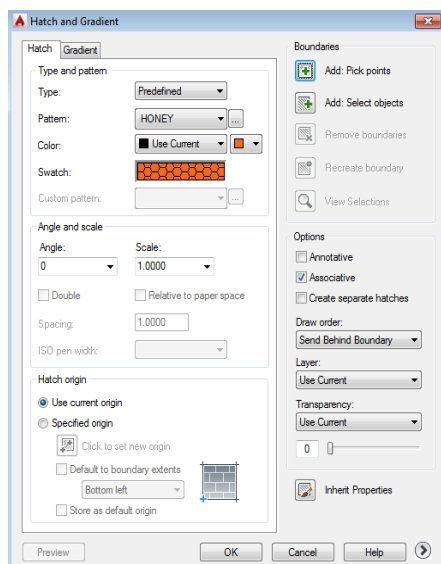 Hatch and Gradient
Hatch
Gradient
Type and pattern
Type:
Predefined
Pattern:
HONEY
...
Color:
Use Current
Swatch:
Custom pattern:
...
Angle and scale
Angle:
Scale:
0
1.0000
Double
Relative to paper space
Spacing:
1.0000
ISO pen width:
Hatch origin
Use current origin
Specified origin
Click to set new origin
Default to boundary extents
Bottom left
Store as default origin
Boundaries
Add: Pick points
Add: Select objects
Remove boundaries
Recreate boundary
View Selections
Options
Annotative
Associative
Create separate hatches
Draw order:
Send Behind Boundary
Layer:
Use Current
Transparency:
Use Current
0
Inherit Properties
Preview
OK
Cancel
Help